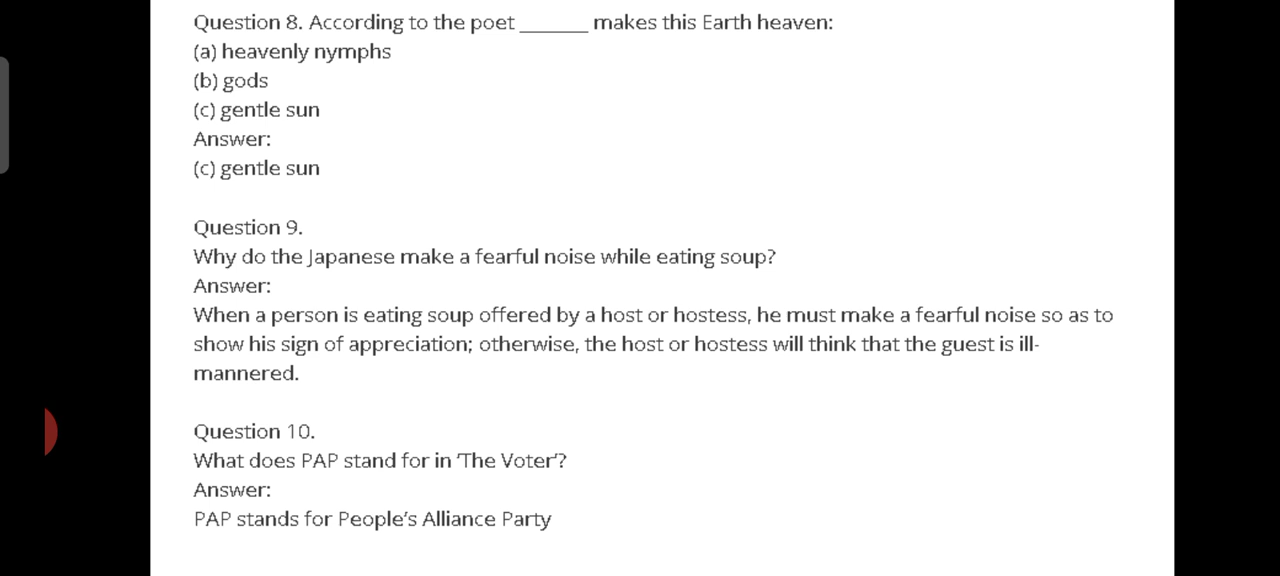 Question 8. According to the poet _______ makes this Earth heaven:
(a) heavenly nymphs
(b) gods
(c) gentle sun
Answer:
(c) gentle sun
Question 9.
Why do the Japanese make a fearful noise while eating soup?
Answer:
When a person is eating soup offered by a host or hostess, he must make a fearful noise so as to
show his sign of appreciation; otherwise, the host or hostess will think that the guest is ill-
mannered.
Question 10.
What does PAP stand for in ‘The Voter’?
Answer:
PAP stands for People’s Alliance Party